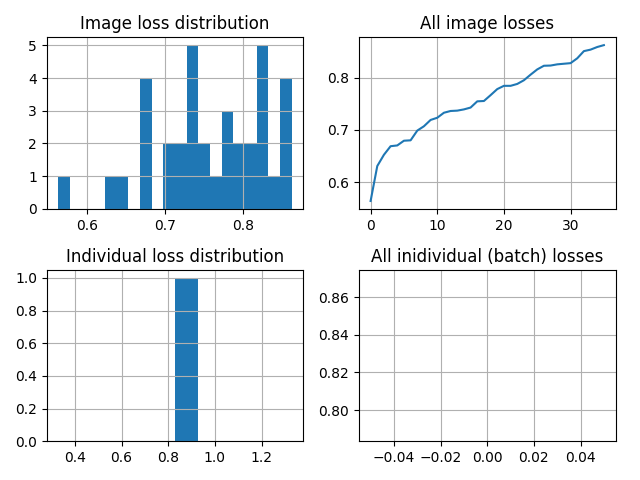 Image loss distribution
All image losses
5
4
3
2
1
0
0.6 0.7 0.8
0.8
0.7
0.6
0 10 20 30
Individual loss distribution
All inidividual (batch) losses
1.0
0.8
0.6
0.4
0.2
0.0
0.4 0.6 0.8 1.0 1.2
0.86
0.84
0.82
0.80
−0.04 −0.02 0.00 0.02 0.04